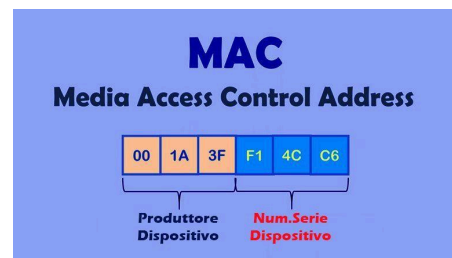 MAC
Media Access Control Address
00 1A 3F F1 4C C6
Produttore Num.Serie
Dispositivo Dispositivo